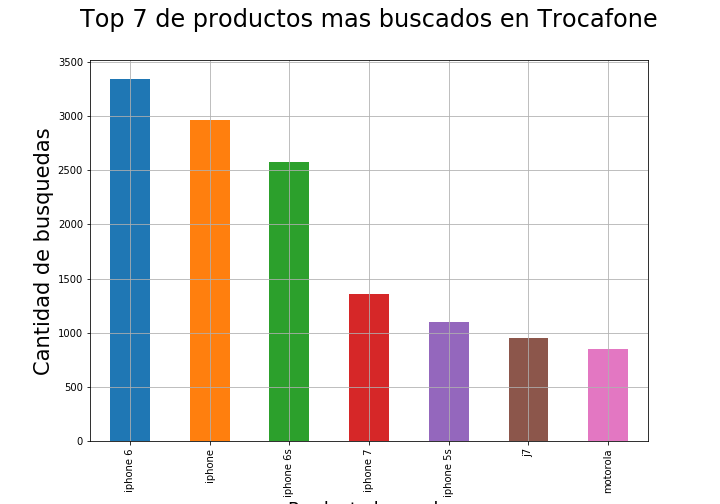 Top 7 de productos mas buscados en Trocafone
Cantidad de busquedas
3500
3000
2500
2000
1500
1000
500
0
iphone 6
iphone
iphone 6s
iphone 7
iphone 5s
j7
motorola